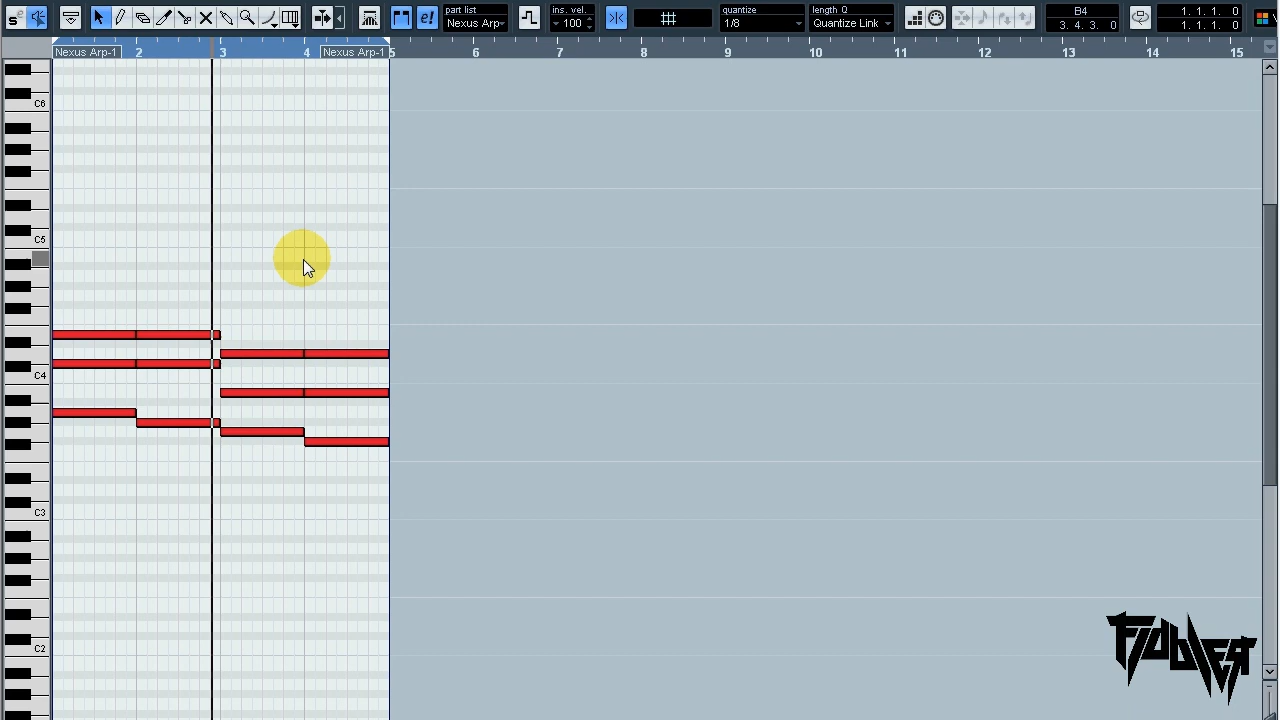 part list
Nexus Arp
ins. vel.
100
quantize
1/8
length Q
Quantize Link
B4
3. 4. 3. 0
1. 1. 1. 0
1. 1. 1. 0
Nexus Arp-1 2 3 4 Nexus Arp-1 5 6 7 8 9 10 11 12 13 14 15
C6
C5
C4
C3
C2
FIDDLER